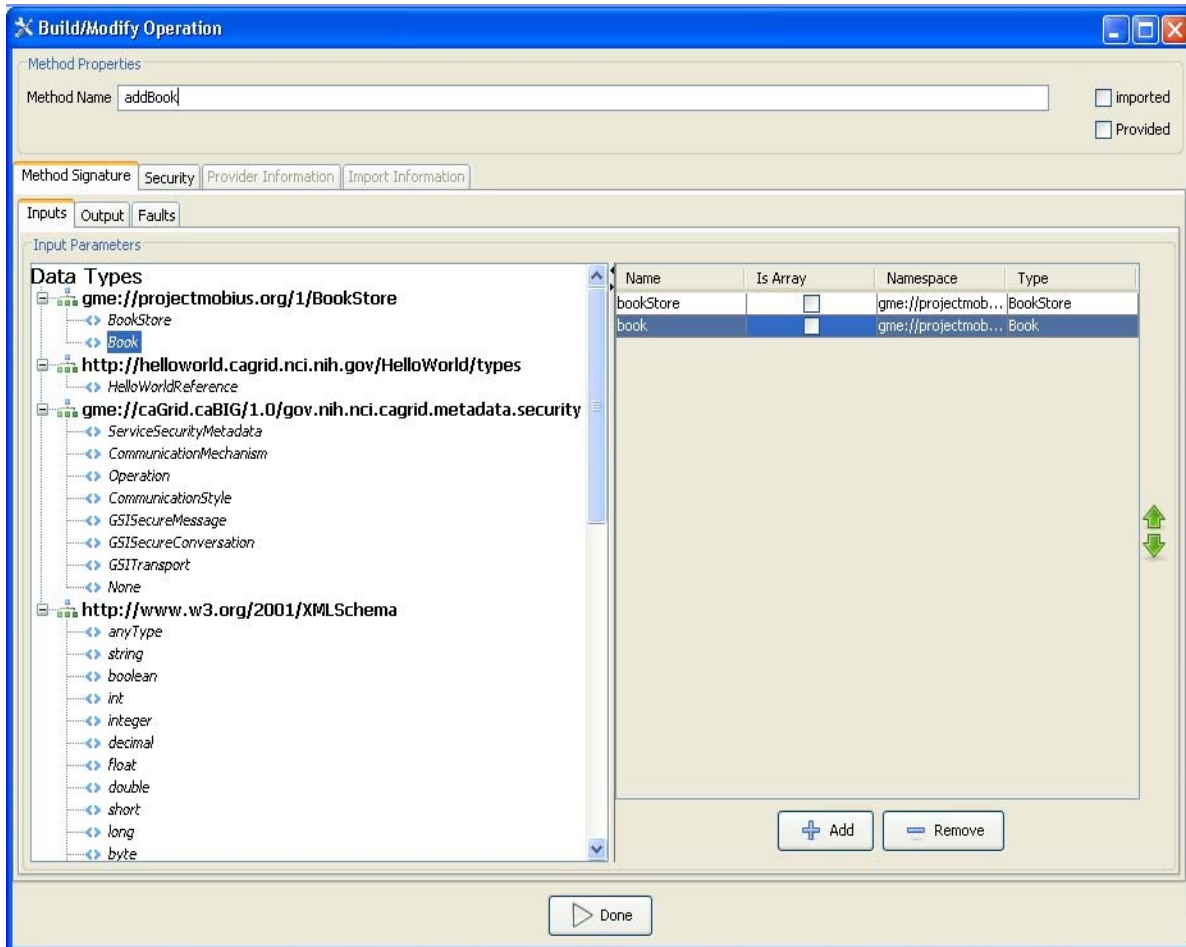 Build/Modify Operation
Method Properties
Method Name addBook
imported
Provided
Method Signature Security Provider Information Import Information
Inputs Output Faults
Input Parameters
Data Types
gme://projectmobius.org/1/BookStore
BookStore
Book
http://helloworld.cagrid.nci.nih.gov/HelloWorld/types
HelloWorldReference
gme://caGrid.caBIG/1.0/gov.nih.nci.cagrid.metadata.security
ServiceSecurityMetadata
CommunicationMechanism
Operation
CommunicationStyle
GSISecureMessage
GSISecureConversation
GSITransport
None
http://www.w3.org/2001/XMLSchema
anyType
string
boolean
int
integer
decimal
float
double
short
long
byte
Name Is Array Namespace Type
bookStore gme://projectmob... BookStore
book gme://projectmob... Book
Add Remove
Done